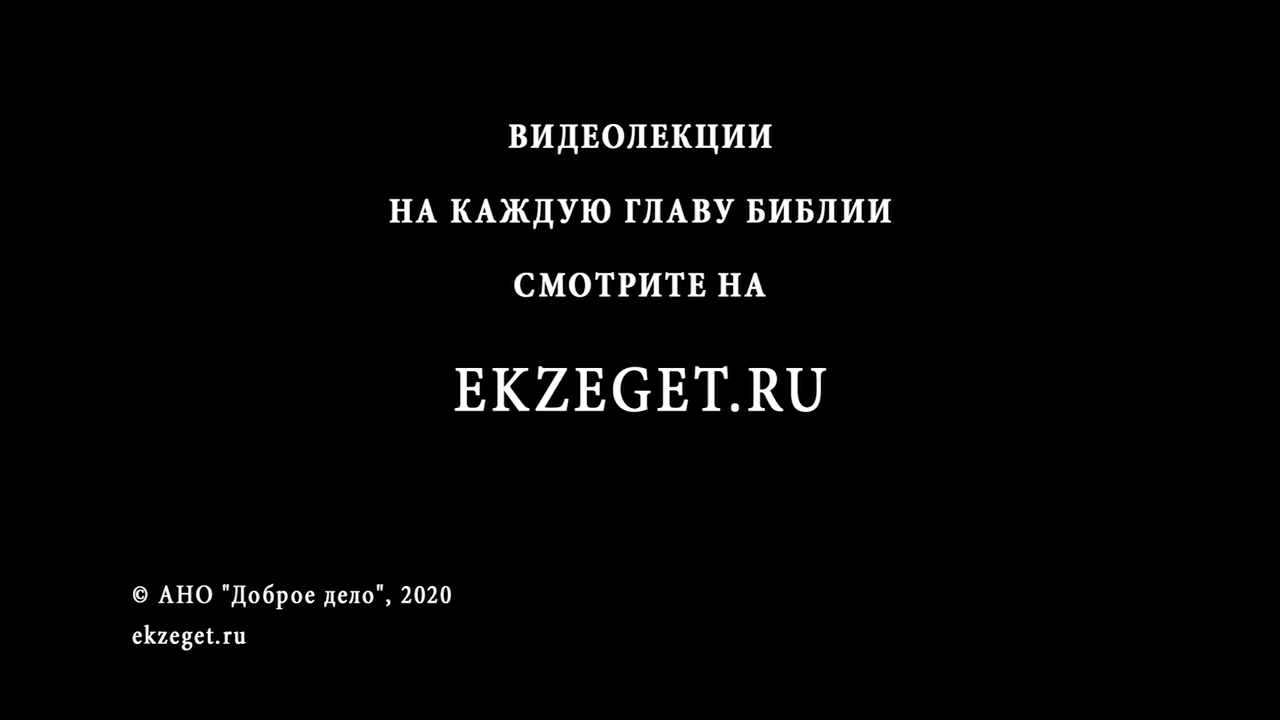 ВИДЕОЛЕКЦИИ
НА КАЖДУЮ ГЛАВУ БИБЛИИ
СМОТРИТЕ НА
EKZEGET.RU
© АНО "Доброе дело", 2020
ekzeget.ru